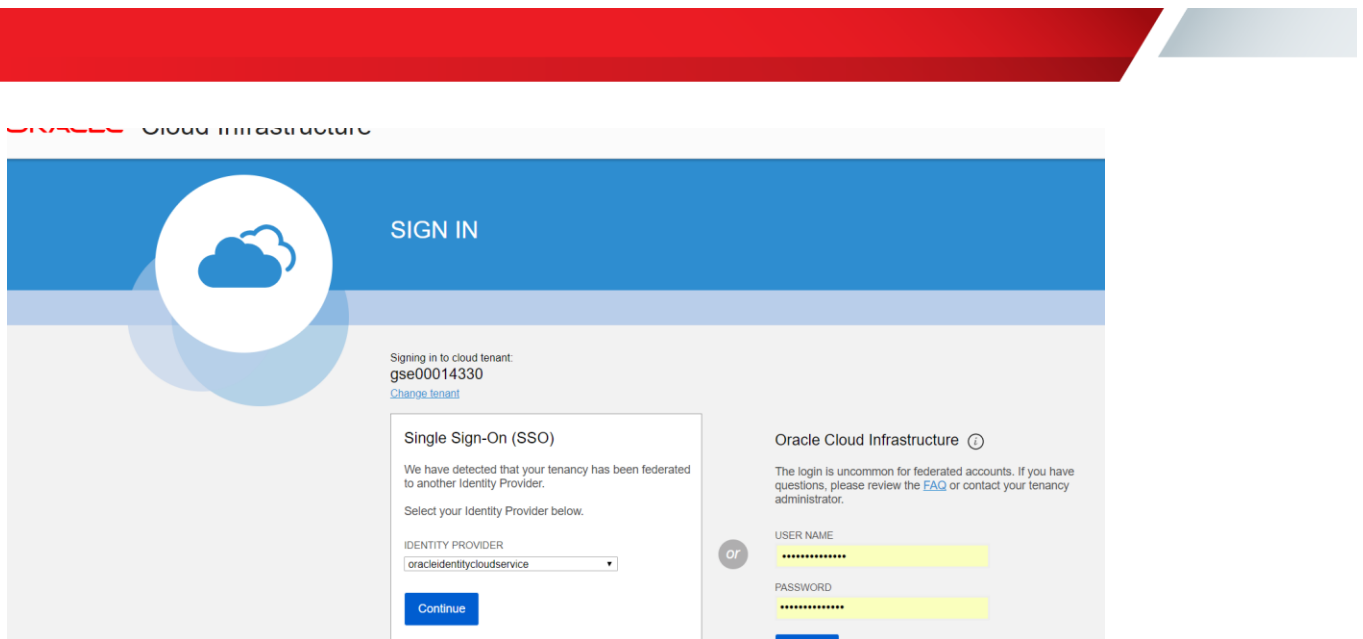 ORACLE Cloud Infrastructure
SIGN IN
Signing in to cloud tenant:
gse00014330
Change tenant
Single Sign-On (SSO)
We have detected that your tenancy has been federated
to another Identity Provider.
Select your Identity Provider below.
IDENTITY PROVIDER
oracleidentitycloudservice
Continue
or
Oracle Cloud Infrastructure
The login is uncommon for federated accounts. If you have
questions, please review the FAQ or contact your tenancy
administrator.
USER NAME
••••••••••••••
PASSWORD
••••••••••••••